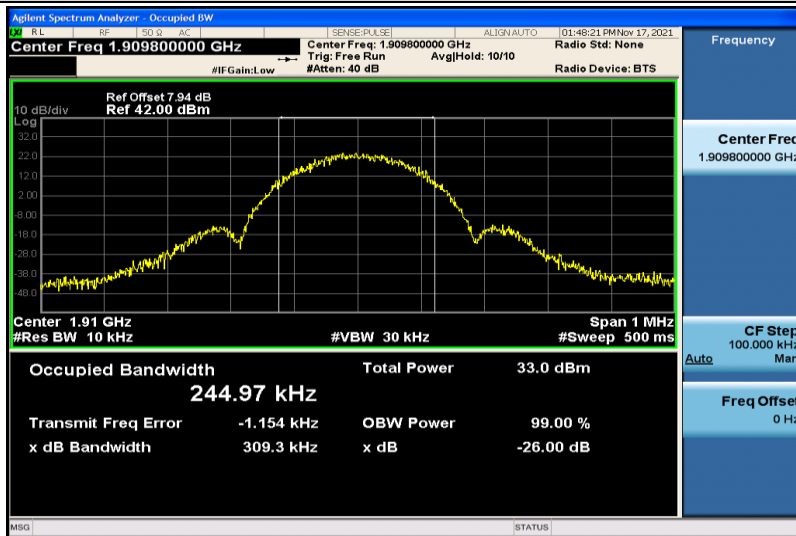 Agilent Spectrum Analyzer - Occupied BW
LXI RL RF 50 Ω AC SENSE:PULSE ALIGN AUTO 01:48:21 PM Nov 17, 2021
Center Freq 1.909800000 GHz Center Freq: 1.909800000 GHz Radio Std: None
Trig: Free Run Avg|Hold: 10/10
#IFGain:Low #Atten: 40 dB Radio Device: BTS
Ref Offset 7.94 dB
10 dB/div Ref 42.00 dBm
Log
32.0
22.0
12.0
2.00
-8.00
-18.0
-28.0
-38.0
-48.0
Center 1.91 GHz Span 1 MHz
#Res BW 10 kHz #VBW 30 kHz #Sweep 500 ms
Occupied Bandwidth Total Power 33.0 dBm
244.97 kHz
Transmit Freq Error -1.154 kHz OBW Power 99.00 %
x dB Bandwidth 309.3 kHz x dB -26.00 dB
MSG STATUS
Frequency
Center Freq
1.909800000 GHz
CF Step
100.000 kHz
Auto Man
Freq Offset
0 Hz